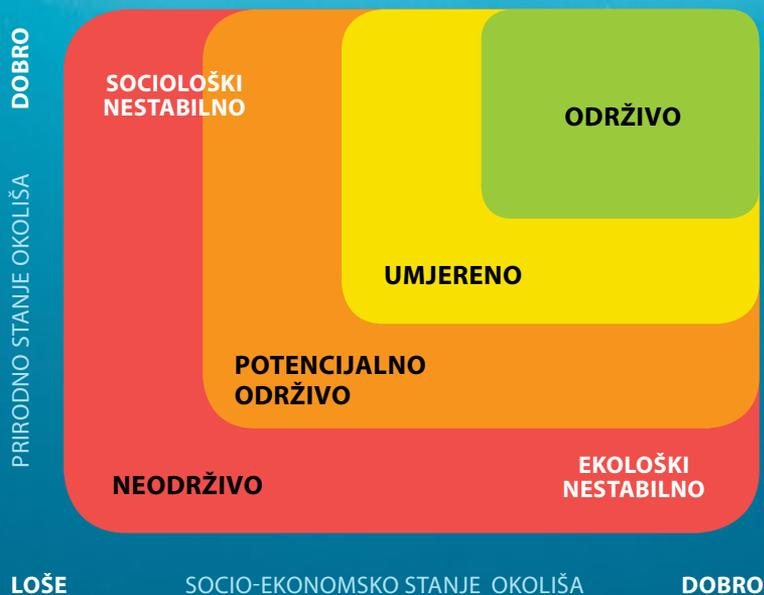 DOBRO
PRIRODNO STANJE OKOLIŠA
SOCIOLOŠKI
NESTABILNO
ODRŽIVO
UMJERENO
POTENCIJALNO
ODRŽIVO
NEODRŽIVO
EKOLOŠKI
NESTABILNO
LOŠE
SOCIO-EKONOMSKO STANJE OKOLIŠA
DOBRO